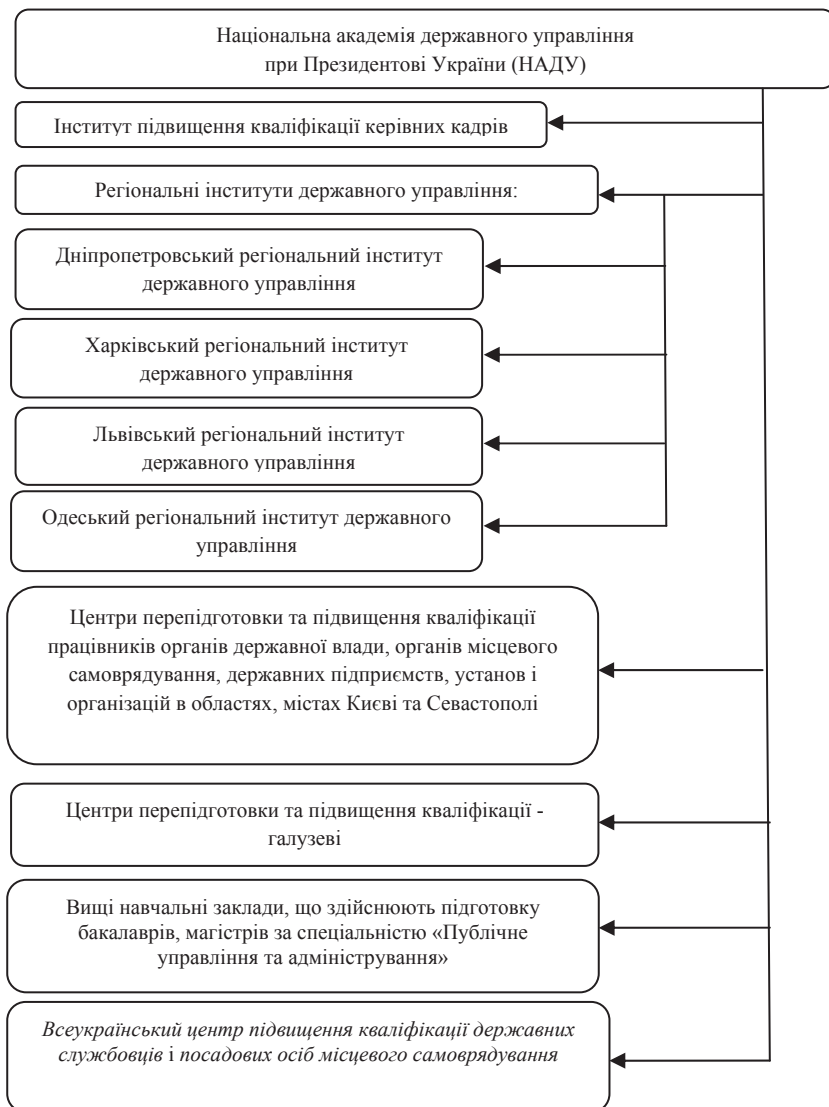 Національна академія державного управління
при Президентові України (НАДУ)
Інститут підвищення кваліфікації керівних кадрів
Регіональні інститути державного управління:
Дніпропетровський регіональний інститут
державного управління
Харківський регіональний інститут
державного управління
Львівський регіональний інститут
державного управління
Одеський регіональний інститут державного
управління
Центри перепідготовки та підвищення кваліфікації
працівників органів державної влади, органів місцевого
самоврядування, державних підприємств, установ і
організацій в областях, містах Києві та Севастополі
Центри перепідготовки та підвищення кваліфікації -
галузеві
Вищі навчальні заклади, що здійснюють підготовку
бакалаврів, магістрів за спеціальністю «Публічне
управління та адміністрування»
Всеукраїнський центр підвищення кваліфікації державних
службовців і посадових осіб місцевого самоврядування